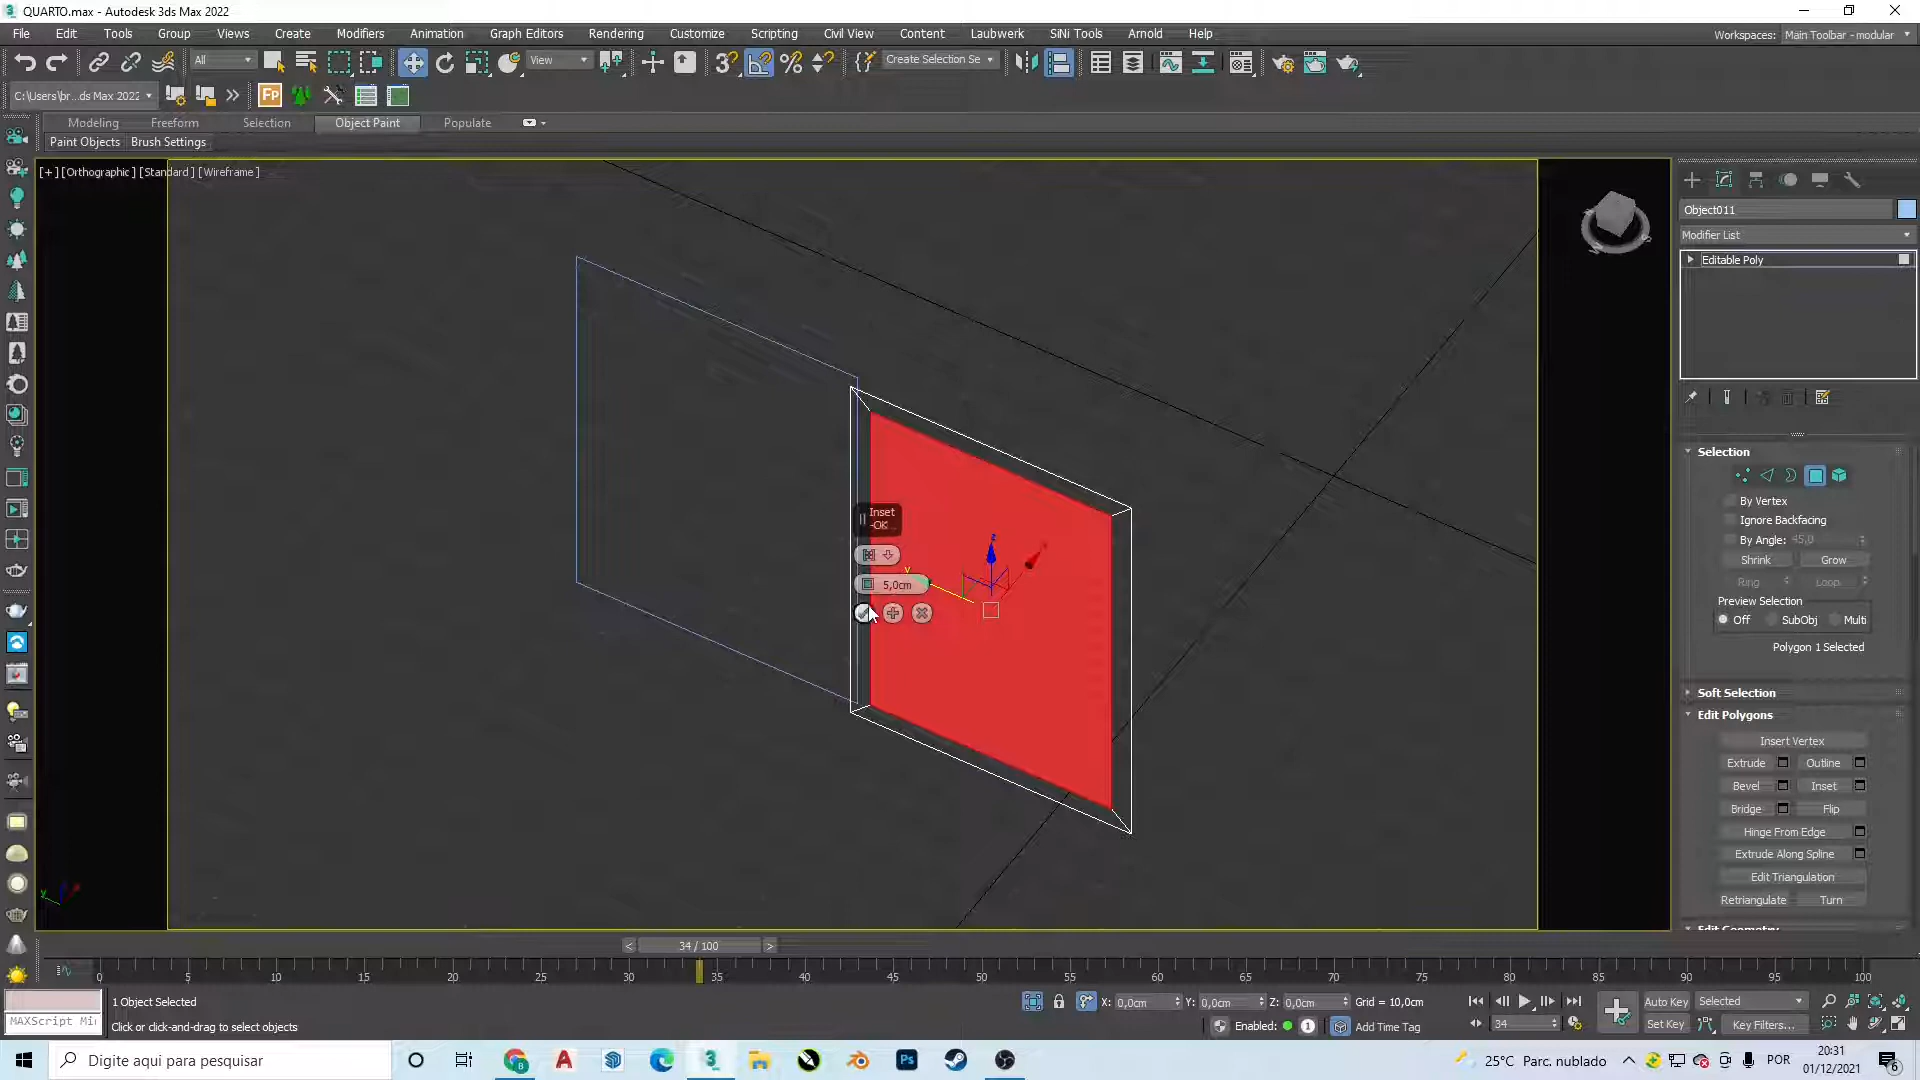 QUARTO.max - Autodesk 3ds Max 2022
File Edit Tools Group Views Create Modifiers Animation Graph Editors Rendering Customize Scripting Civil View Content Laubwerk SiNi Tools Arnold Help
Workspaces: Main Toolbar - modular
All View Create Selection Se
C:\Users\br...ds Max 2022 Fp
Modeling Freeform Selection Object Paint Populate
Paint Objects Brush Settings
[+] [Orthographic] [Standard] [Wireframe]
Object011
Modifier List
Editable Poly
Selection
By Vertex
Ignore Backfacing
By Angle: 45,0
Shrink Grow
Ring Loop
Preview Selection
Off SubObj Multi
Polygon 1 Selected
Soft Selection
Edit Polygons
Insert Vertex
Extrude Outline
Bevel Inset
Bridge Flip
Hinge From Edge
Extrude Along Spline
Edit Triangulation
Retriangulate Turn
Edit Geometry
Inset
-OK
5,0cm
z
y
34 / 100
0 5 10 15 20 25 30 35 40 45 50 55 60 65 70 75 80 85 90 95 100
1 Object Selected
X: 0,0cm Y: 0,0cm Z: 0,0cm Grid = 10,0cm
Auto Key Selected
MAXScript Mi
Click or click-and-drag to select objects
Enabled: 1 Add Time Tag
34
Set Key Key Filters...
Digite aqui para pesquisar
Ps
25°C Parc. nublado
POR
20:31
01/12/2021
6